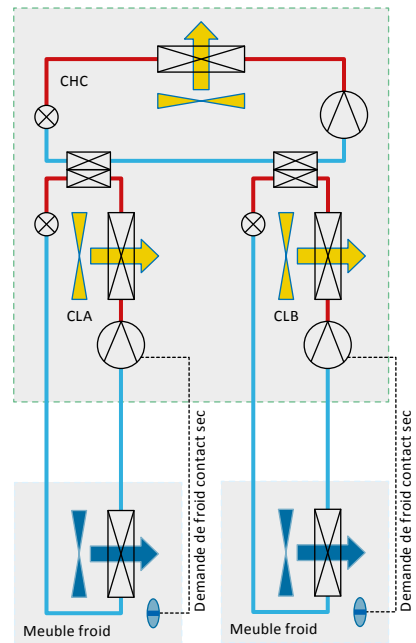 CHC
CLA
CLB
Demande de froid contact sec
Demande de froid contact sec
Meuble froid
Meuble froid